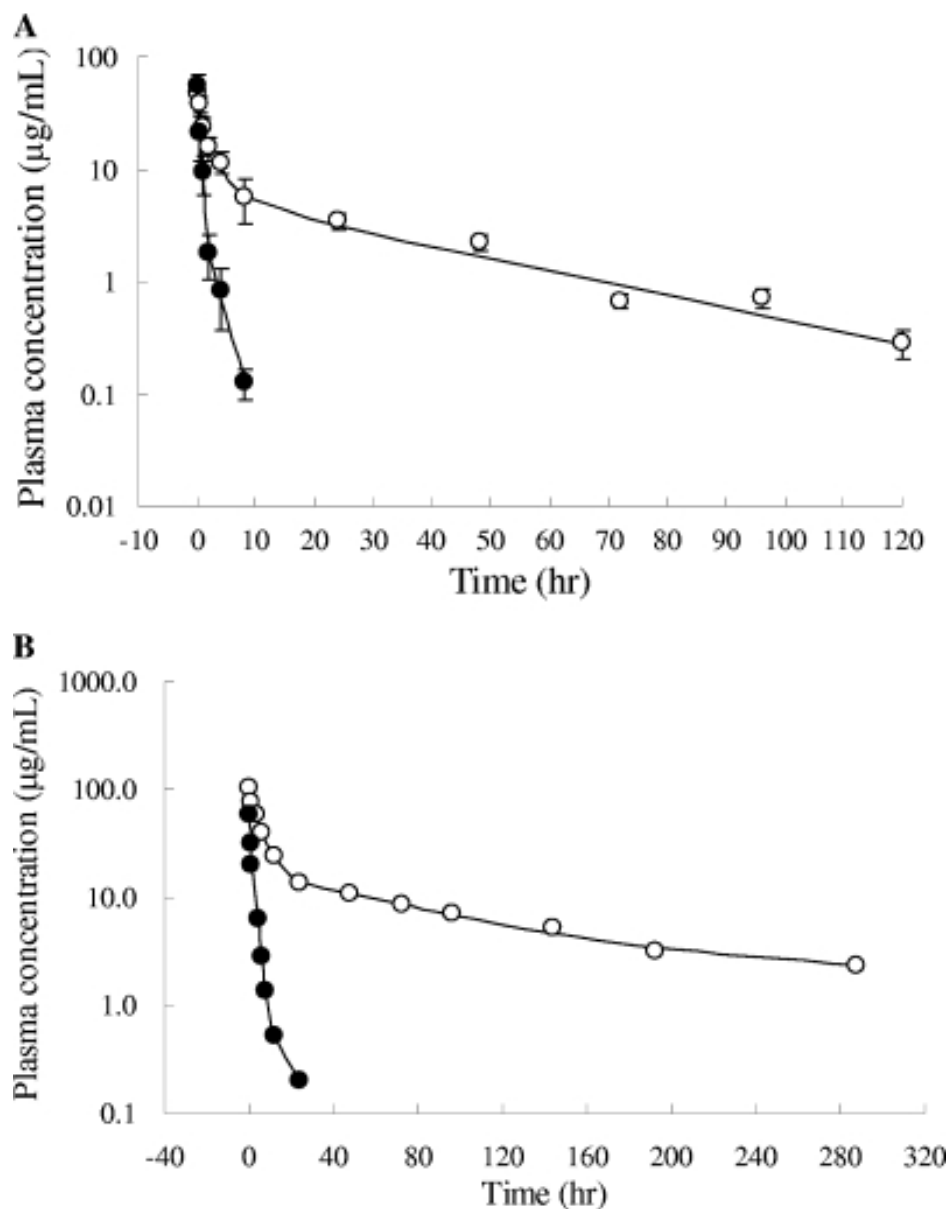 A
Plasma concentration (µg/mL)
100
10
1
0.1
0.01
-10 0 10 20 30 40 50 60 70 80 90 100 110 120
Time (hr)
B
Plasma concentration (µg/mL)
1000.0
100.0
10.0
1.0
0.1
-40 0 40 80 120 160 200 240 280 320
Time (hr)